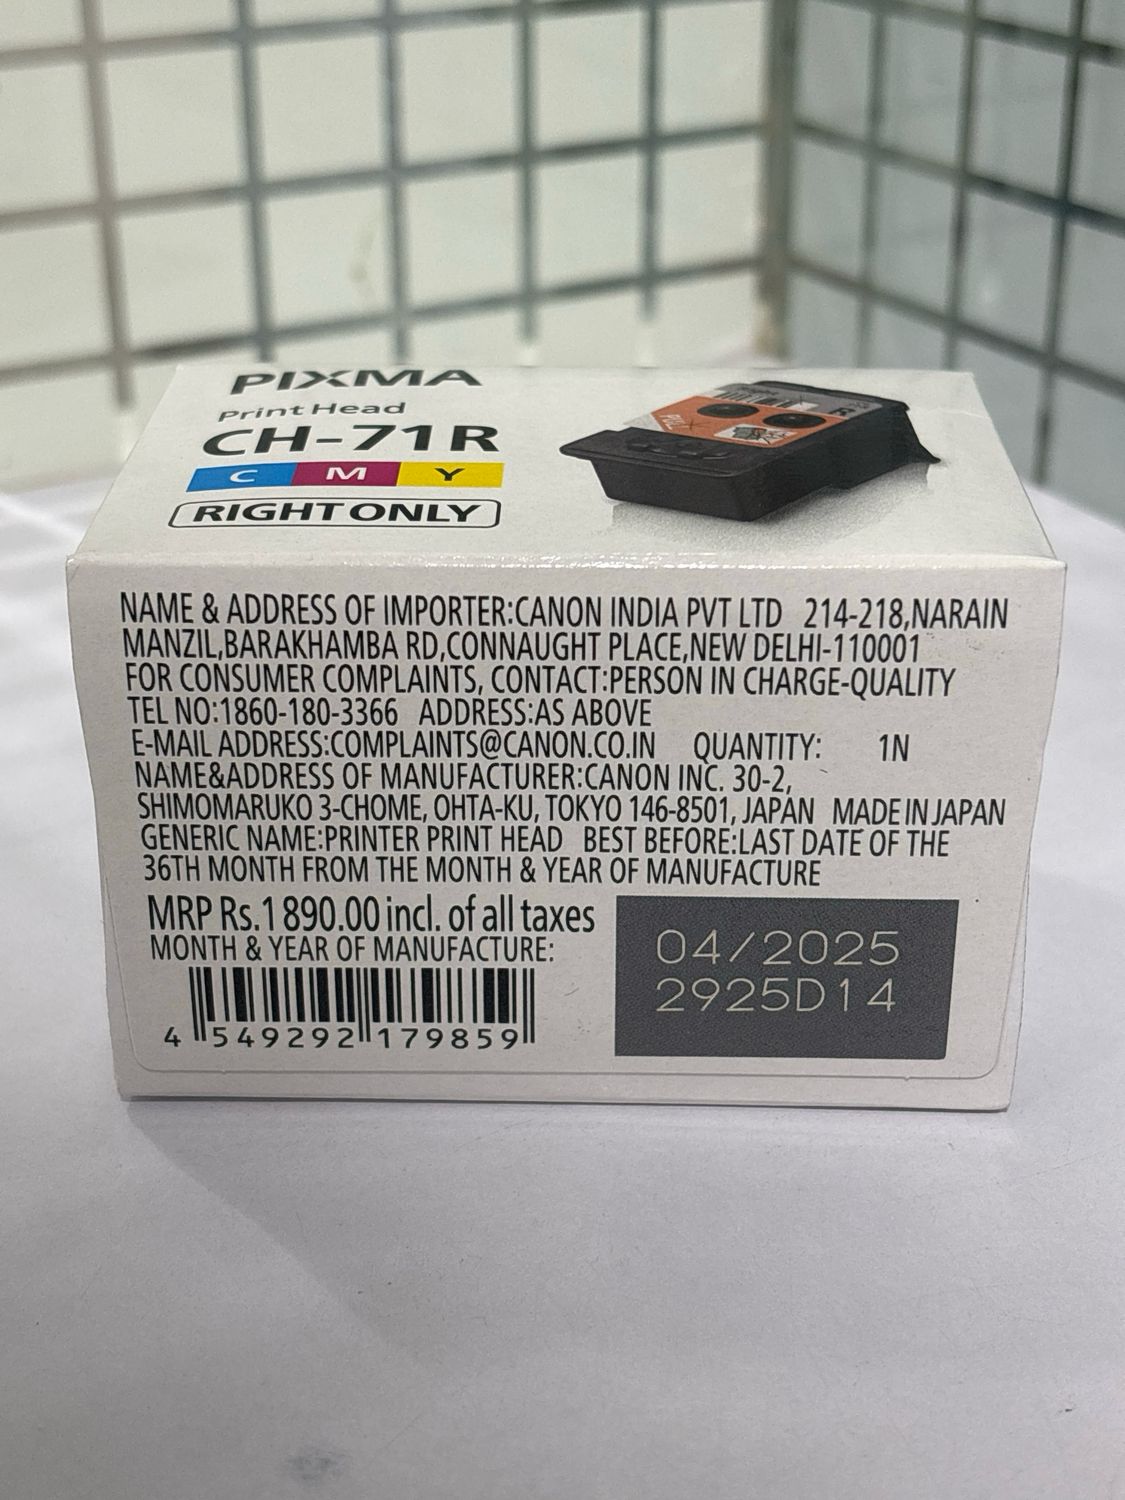 PIXMA
Print Head
CH-71R
C M Y
RIGHT ONLY
R
PULL
NAME & ADDRESS OF IMPORTER:CANON INDIA PVT LTD 214-218,NARAIN
MANZIL,BARAKHAMBA RD,CONNAUGHT PLACE,NEW DELHI-110001
FOR CONSUMER COMPLAINTS, CONTACT:PERSON IN CHARGE-QUALITY
TEL NO:1860-180-3366 ADDRESS:AS ABOVE
E-MAIL ADDRESS:COMPLAINTS@CANON.CO.IN QUANTITY: 1N
NAME&ADDRESS OF MANUFACTURER:CANON INC. 30-2,
SHIMOMARUKO 3-CHOME, OHTA-KU, TOKYO 146-8501, JAPAN MADE IN JAPAN
GENERIC NAME:PRINTER PRINT HEAD BEST BEFORE:LAST DATE OF THE
36TH MONTH FROM THE MONTH & YEAR OF MANUFACTURE
MRP Rs.1890.00 incl. of all taxes
MONTH & YEAR OF MANUFACTURE:
04/2025
2925D14
4 549292 179859